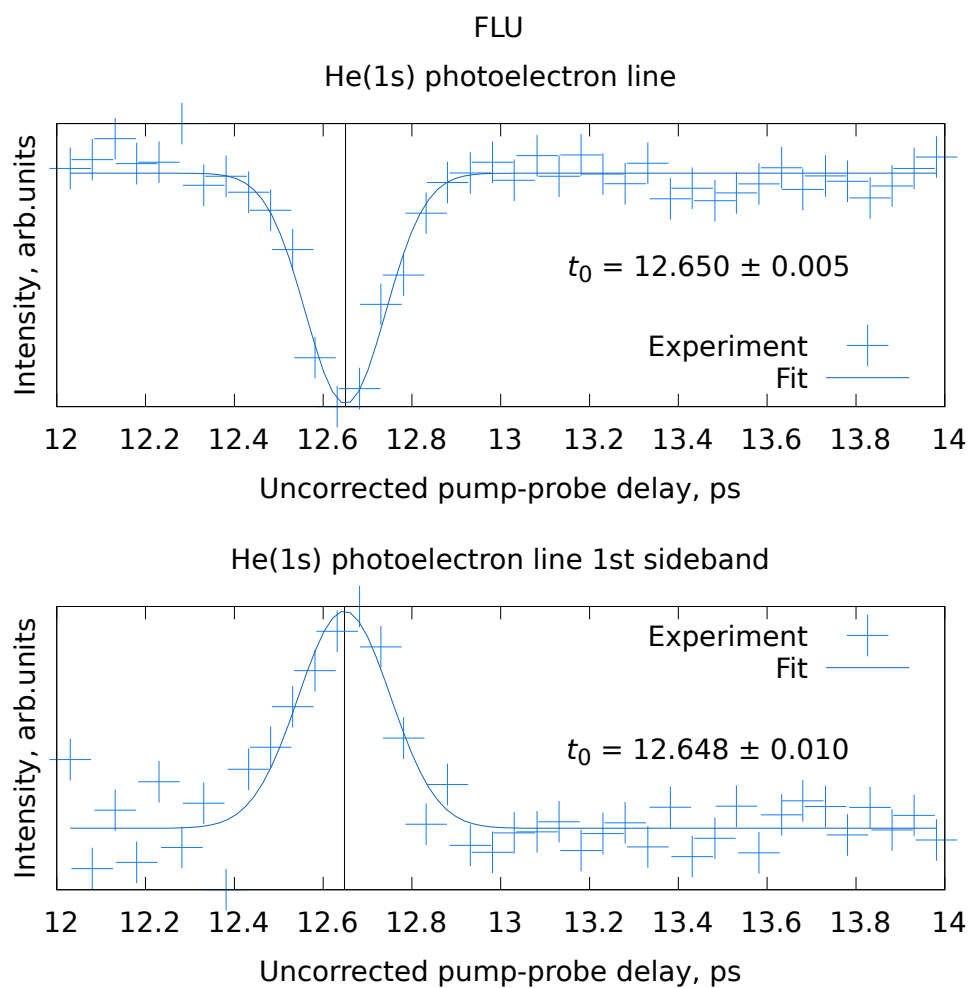 FLU
He(1s) photoelectron line
Intensity, arb.units
t0 = 12.650 ± 0.005
Experiment
Fit
12 12.2 12.4 12.6 12.8 13 13.2 13.4 13.6 13.8 14
Uncorrected pump-probe delay, ps
He(1s) photoelectron line 1st sideband
Intensity, arb.units
Experiment
Fit
t0 = 12.648 ± 0.010
12 12.2 12.4 12.6 12.8 13 13.2 13.4 13.6 13.8 14
Uncorrected pump-probe delay, ps